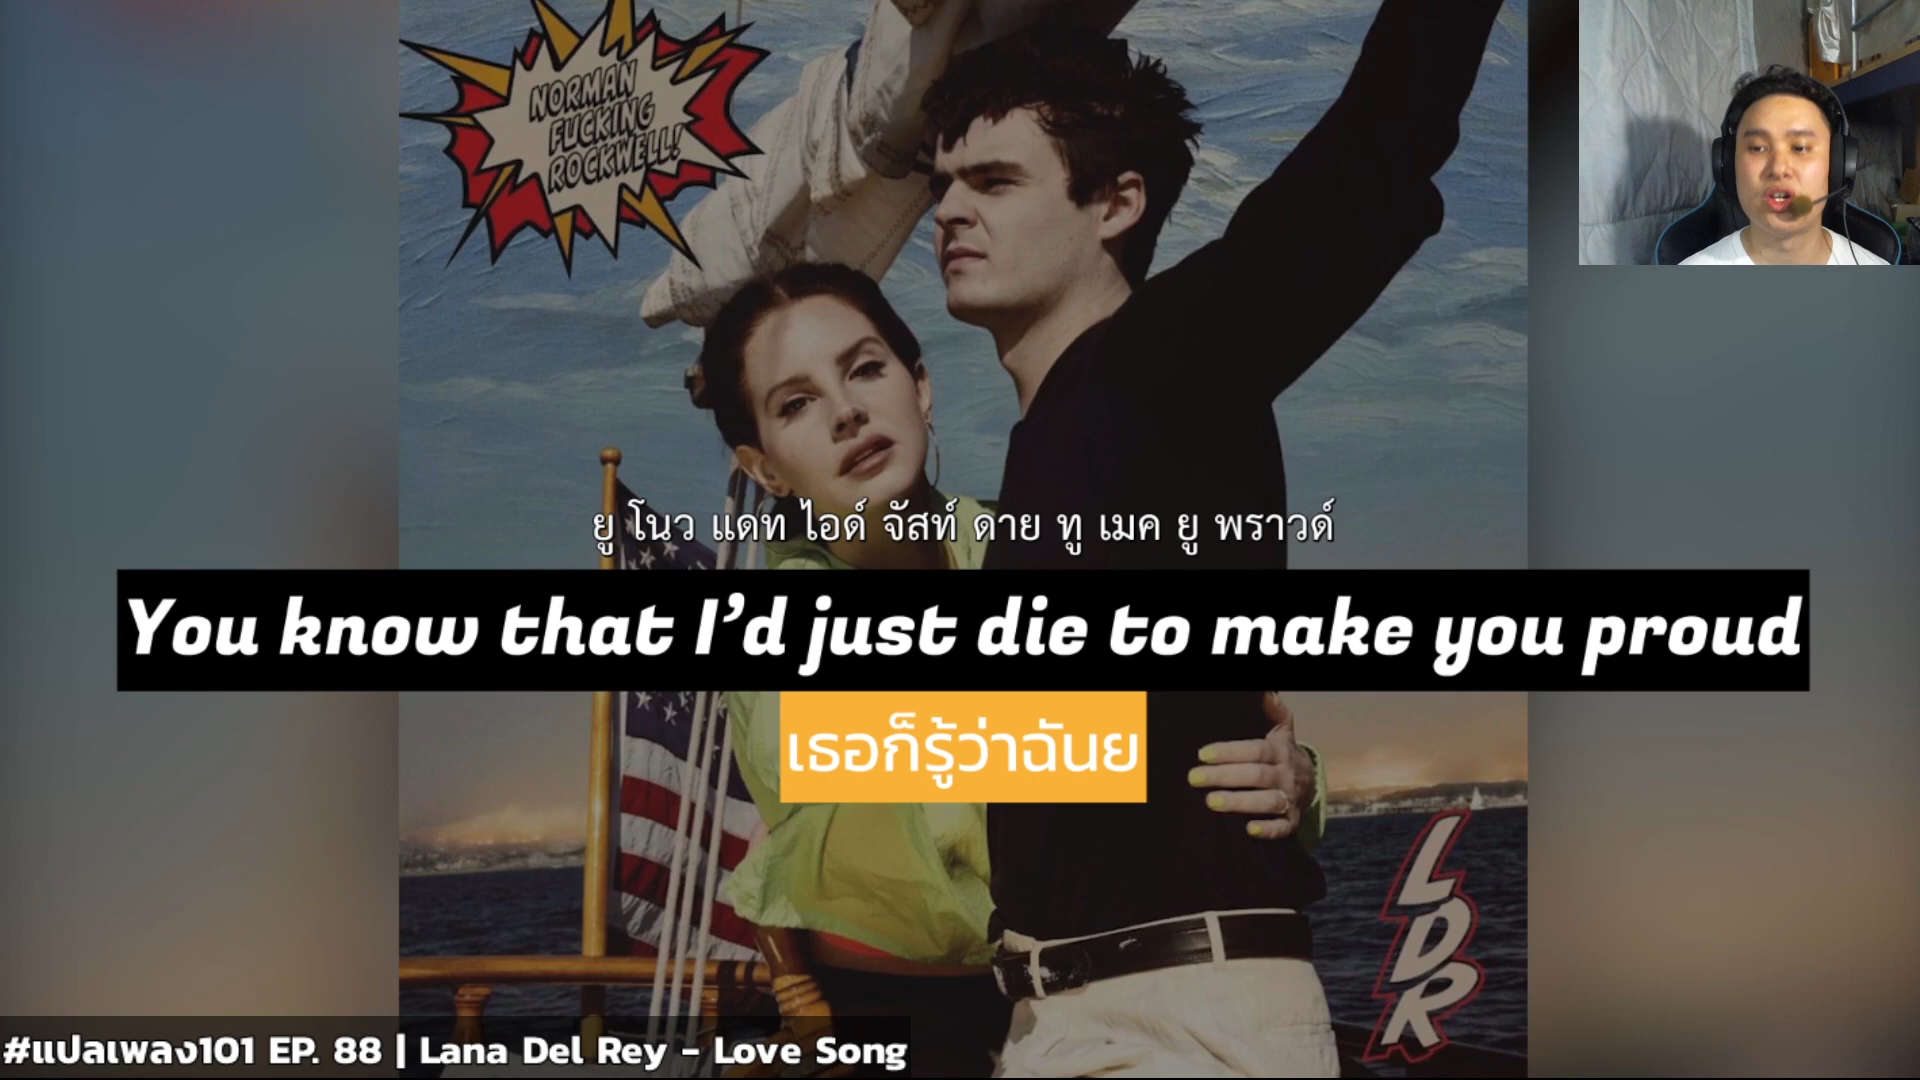 NORMAN
FUCKING
ROCKWELL!
ยู โนว แดท ไอด์ จัสท์ ดาย ทู เมค ยู พราวด์
You know that I'd just die to make you proud
เธอก็รู้ว่าฉันย
LDR
#แปลเพลง101 EP. 88 | Lana Del Rey - Love Song